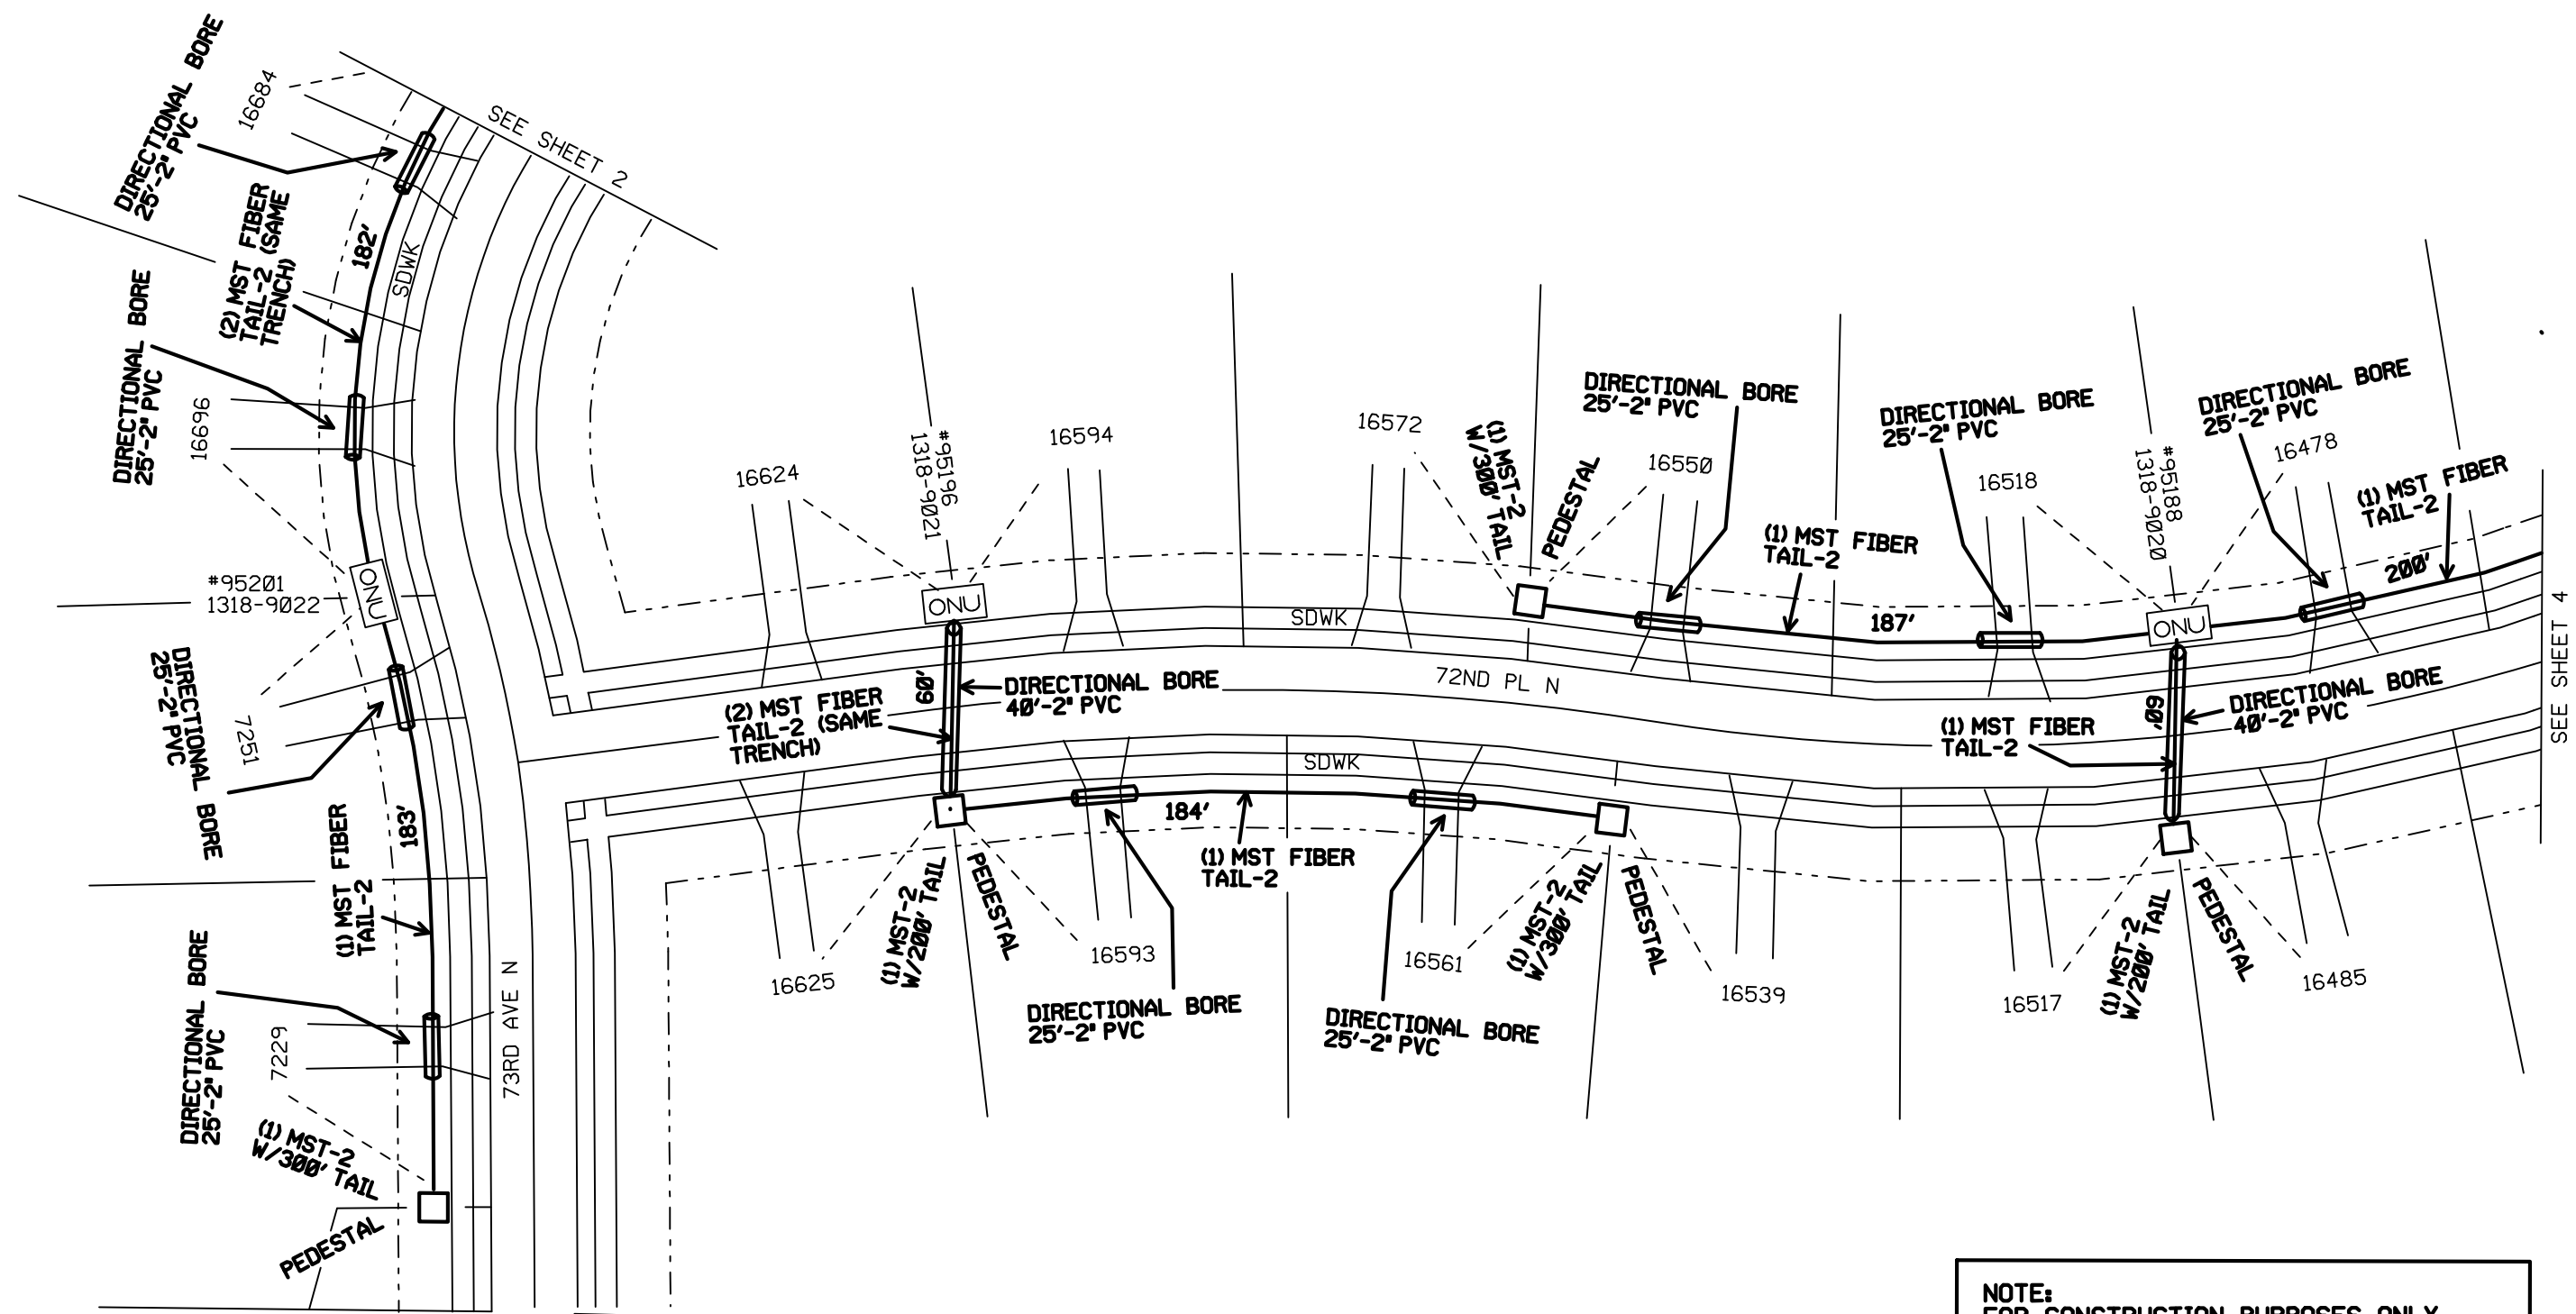 DIRECTIONAL BORE
25'-2" PVC
16684
SEE SHEET 2
(2) MST FIBER
TAIL-2 (SAME
TRENCH)
182'
SDWK
DIRECTIONAL BORE
25'-2" PVC
16696
#95201
1318-9022
ONU
DIRECTIONAL BORE
25'-2" PVC
7251
183'
(1) MST FIBER
TAIL-2
DIRECTIONAL BORE
25'-2" PVC
7229
(1) MST-2
W/300' TAIL
PEDESTAL
73RD AVE N
16624
#95196
1318-9021
16594
ONU
60'
DIRECTIONAL BORE
40'-2" PVC
(2) MST FIBER
TAIL-2 (SAME
TRENCH)
SDWK
16572
(1) MST-2
W/300' TAIL
PEDESTAL
DIRECTIONAL BORE
25'-2" PVC
16550
(1) MST FIBER
TAIL-2
187'
72ND PL N
DIRECTIONAL BORE
25'-2" PVC
16518
#95188
1318-9020
ONU
DIRECTIONAL BORE
25'-2" PVC
16478
(1) MST FIBER
TAIL-2
200'
SEE SHEET 4
60'
DIRECTIONAL BORE
40'-2" PVC
(1) MST FIBER
TAIL-2
SDWK
184'
(1) MST FIBER
TAIL-2
16625
(1) MST-2
W/200' TAIL
PEDESTAL
16593
DIRECTIONAL BORE
25'-2" PVC
16561
DIRECTIONAL BORE
25'-2" PVC
(1) MST-2
W/300' TAIL
PEDESTAL
16539
16517
(1) MST-2
W/200' TAIL
PEDESTAL
16485
NOTE:
FOR CONSTRUCTION PURPOSES ONLY